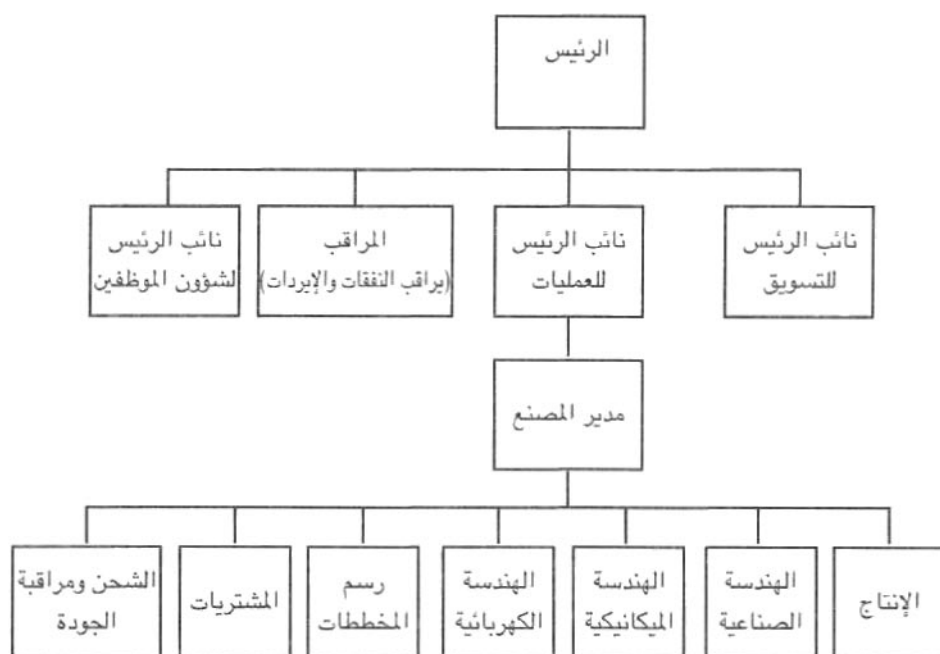 الرئيس
نائب الرئيس
للتسويق
نائب الرئيس
للعمليات
المراقب
(يراقب النفقات والإيردات)
نائب الرئيس
لشؤون الموظفين
مدير المصنع
الإنتاج
الهندسة
الصناعية
الهندسة
الميكانيكية
الهندسة
الكهربائية
رسم
المخططات
المشتريات
الشحن ومراقبة
الجودة